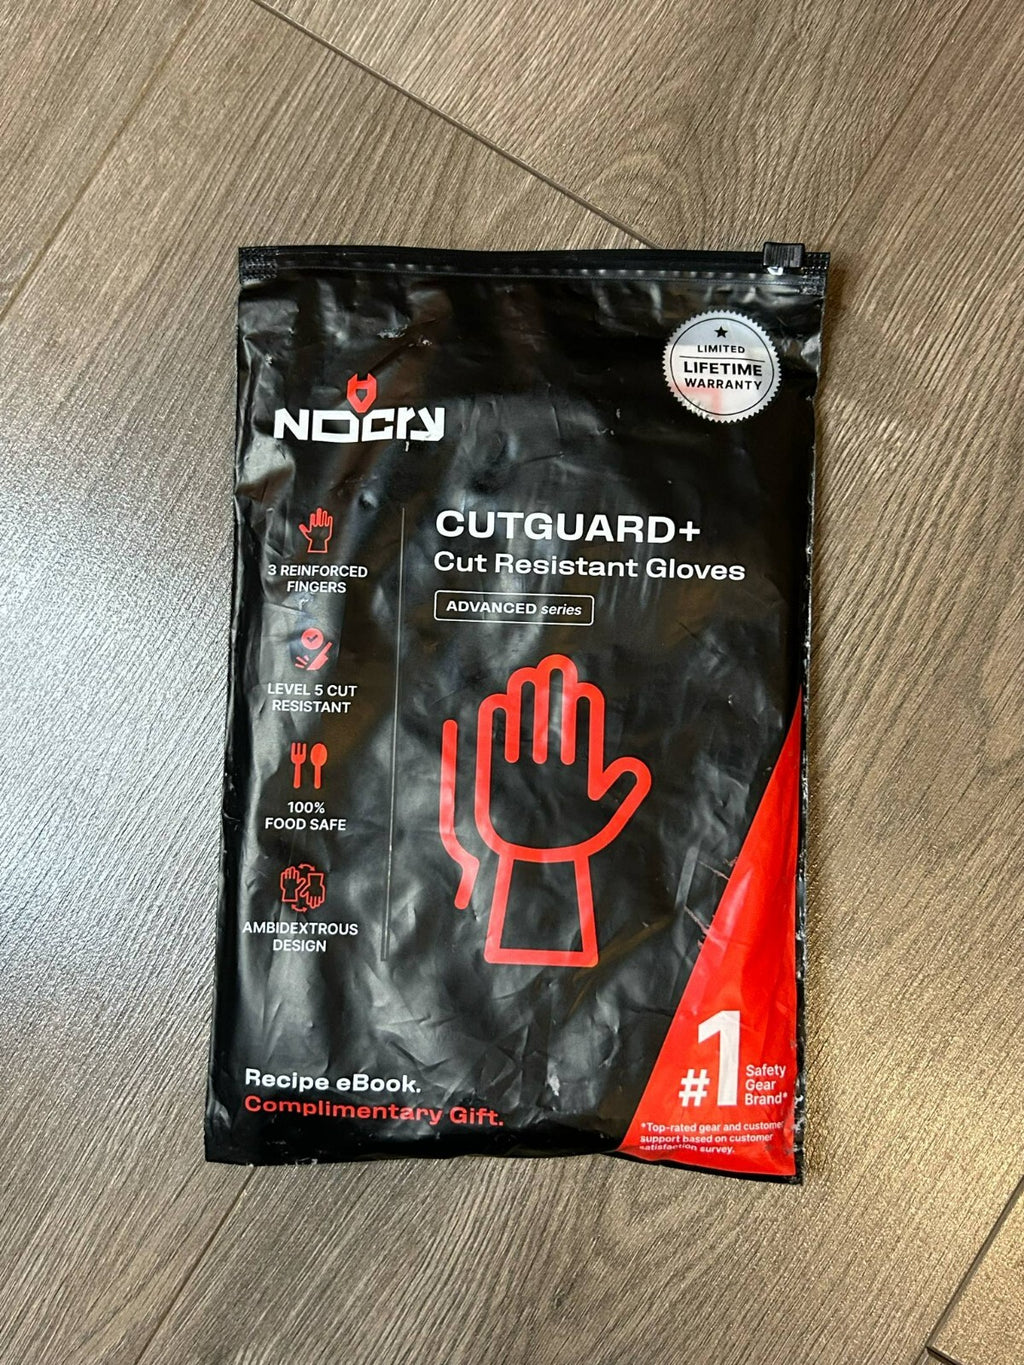 LIMITED
LIFETIME
WARRANTY
NOcry
3 REINFORCED
FINGERS
LEVEL 5 CUT
RESISTANT
100%
FOOD SAFE
AMBIDEXTROUS
DESIGN
CUTGUARD+
Cut Resistant Gloves
ADVANCED series
Recipe eBook.
Complimentary Gift.
#1
Safety
Gear
Brand*
*Top-rated gear and customer
support based on customer
satisfaction survey.